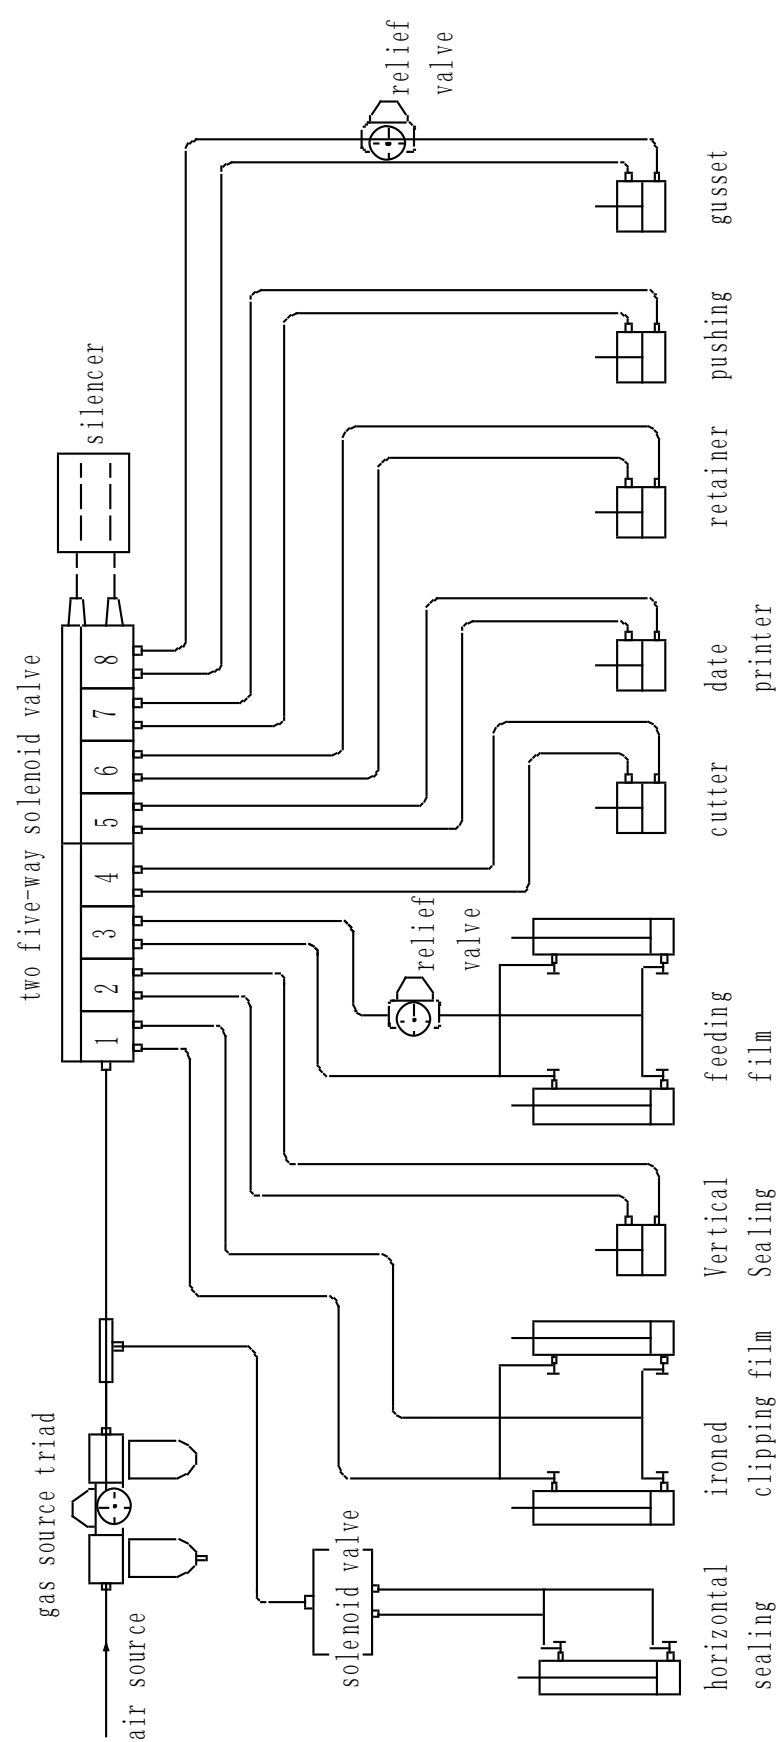 air source
gas source triad
two five-way solenoid valve
silencer
1
2
3
4
5
6
7
8
solenoid valve
relief
valve
relief
valve
horizontal
sealing
ironed
clipping film
Vertical
Sealing
feeding
film
cutter
date
printer
retainer
pushing
gusset